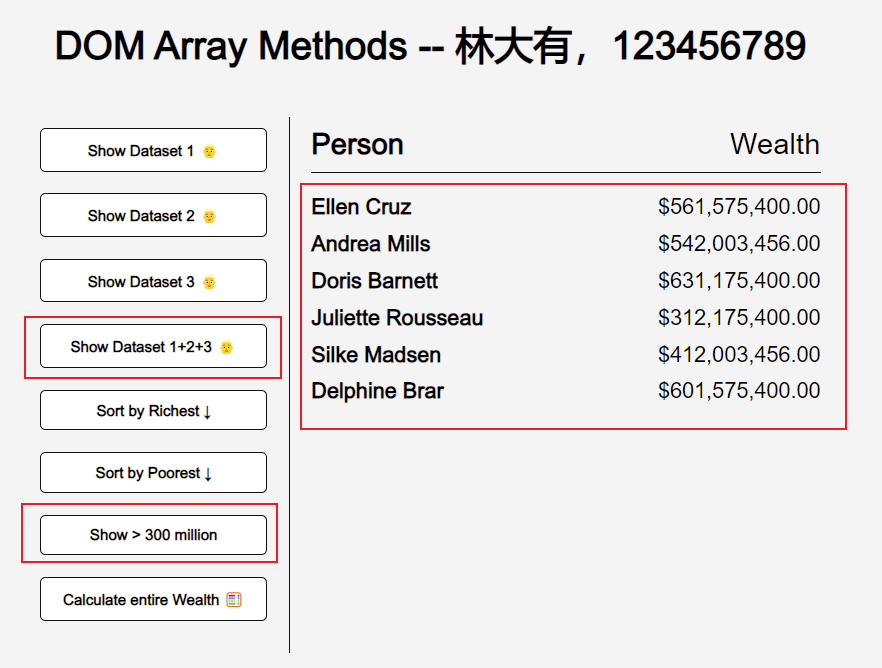 DOM Array Methods -- 林大有，123456789
Show Dataset 1 👴
Show Dataset 2 👴
Show Dataset 3 👴
Show Dataset 1+2+3 👴
Sort by Richest ↓
Sort by Poorest ↓
Show > 300 million
Calculate entire Wealth 🧮
Person Wealth
Ellen Cruz $561,575,400.00
Andrea Mills $542,003,456.00
Doris Barnett $631,175,400.00
Juliette Rousseau $312,175,400.00
Silke Madsen $412,003,456.00
Delphine Brar $601,575,400.00